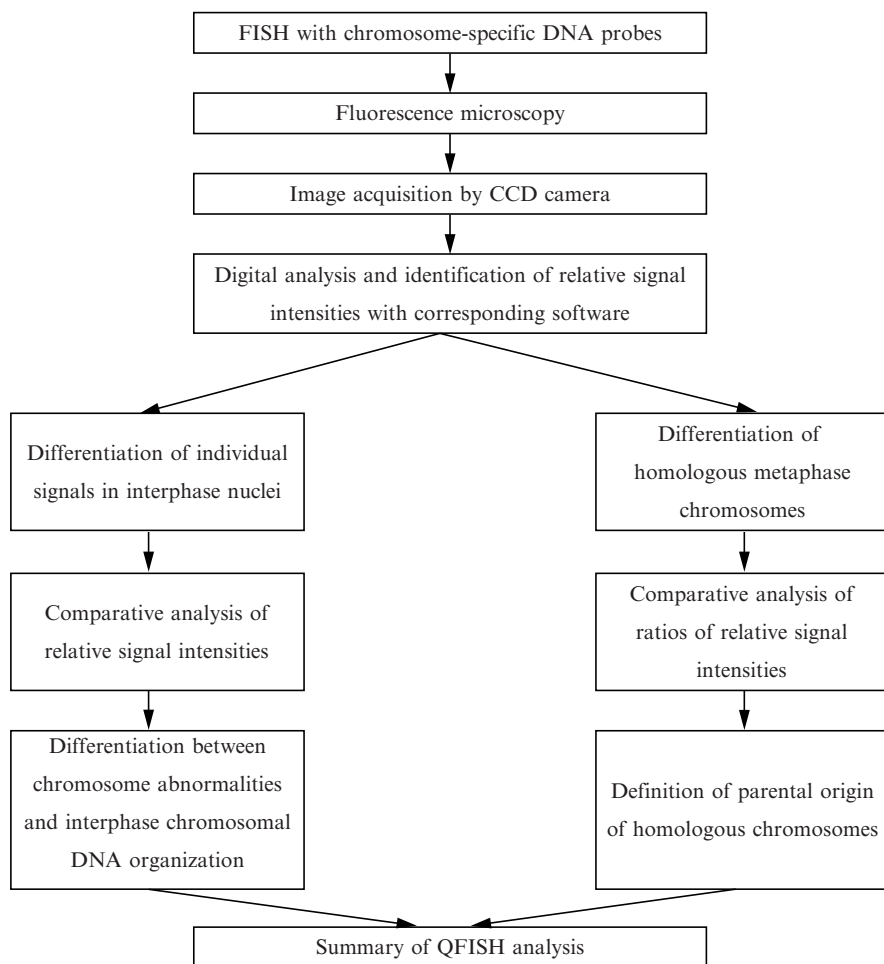 FISH with chromosome-specific DNA probes
Fluorescence microscopy
Image acquisition by CCD camera
Digital analysis and identification of relative signal
intensities with corresponding software
Differentiation of individual
signals in interphase nuclei
Comparative analysis of
relative signal intensities
Differentiation between
chromosome abnormalities
and interphase chromosomal
DNA organization
Differentiation of
homologous metaphase
chromosomes
Comparative analysis of
ratios of relative signal
intensities
Definition of parental origin
of homologous chromosomes
Summary of QFISH analysis